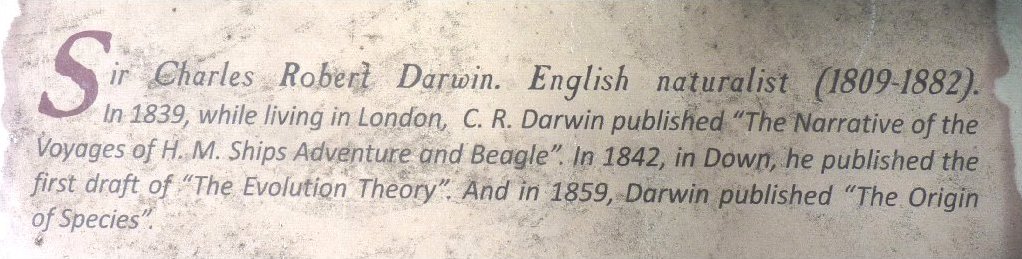 Sir Charles Robert Darwin. English naturalist (1809-1882).
In 1839, while living in London, C. R. Darwin published “The Narrative of the
Voyages of H. M. Ships Adventure and Beagle”. In 1842, in Down, he published the
first draft of “The Evolution Theory”. And in 1859, Darwin published “The Origin
of Species”.